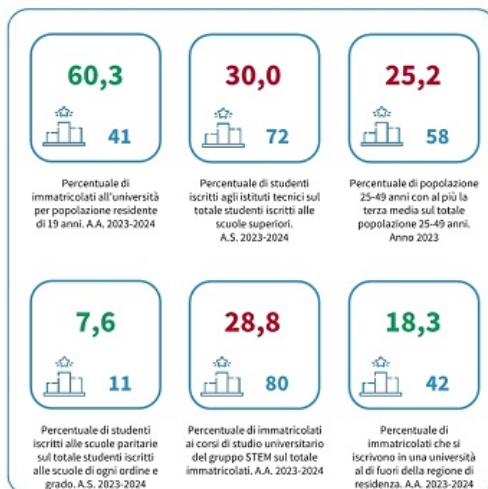 60,3
41
Percentuale di
immatricolati all'università
per popolazione residente
di 19 anni. A.A. 2023-2024
30,0
72
Percentuale di studenti
iscritti agli istituti tecnici sul
totale studenti iscritti alle
scuole superiori.
A.S. 2023-2024
25,2
58
Percentuale di popolazione
25-49 anni con al più la
terza media sul totale
popolazione 25-49 anni.
Anno 2023
7,6
11
Percentuale di studenti
iscritti alle scuole paritarie
sul totale studenti iscritti
alle scuole di ogni ordine e
grado. A.S. 2023-2024
28,8
80
Percentuale di immatricolati
ai corsi di studio universitario
del gruppo STEM sul totale
immatricolati. A.A. 2023-2024
18,3
42
Percentuale di
immatricolati che si
iscrivono in una università
al di fuori della regione di
residenza. A.A. 2023-2024